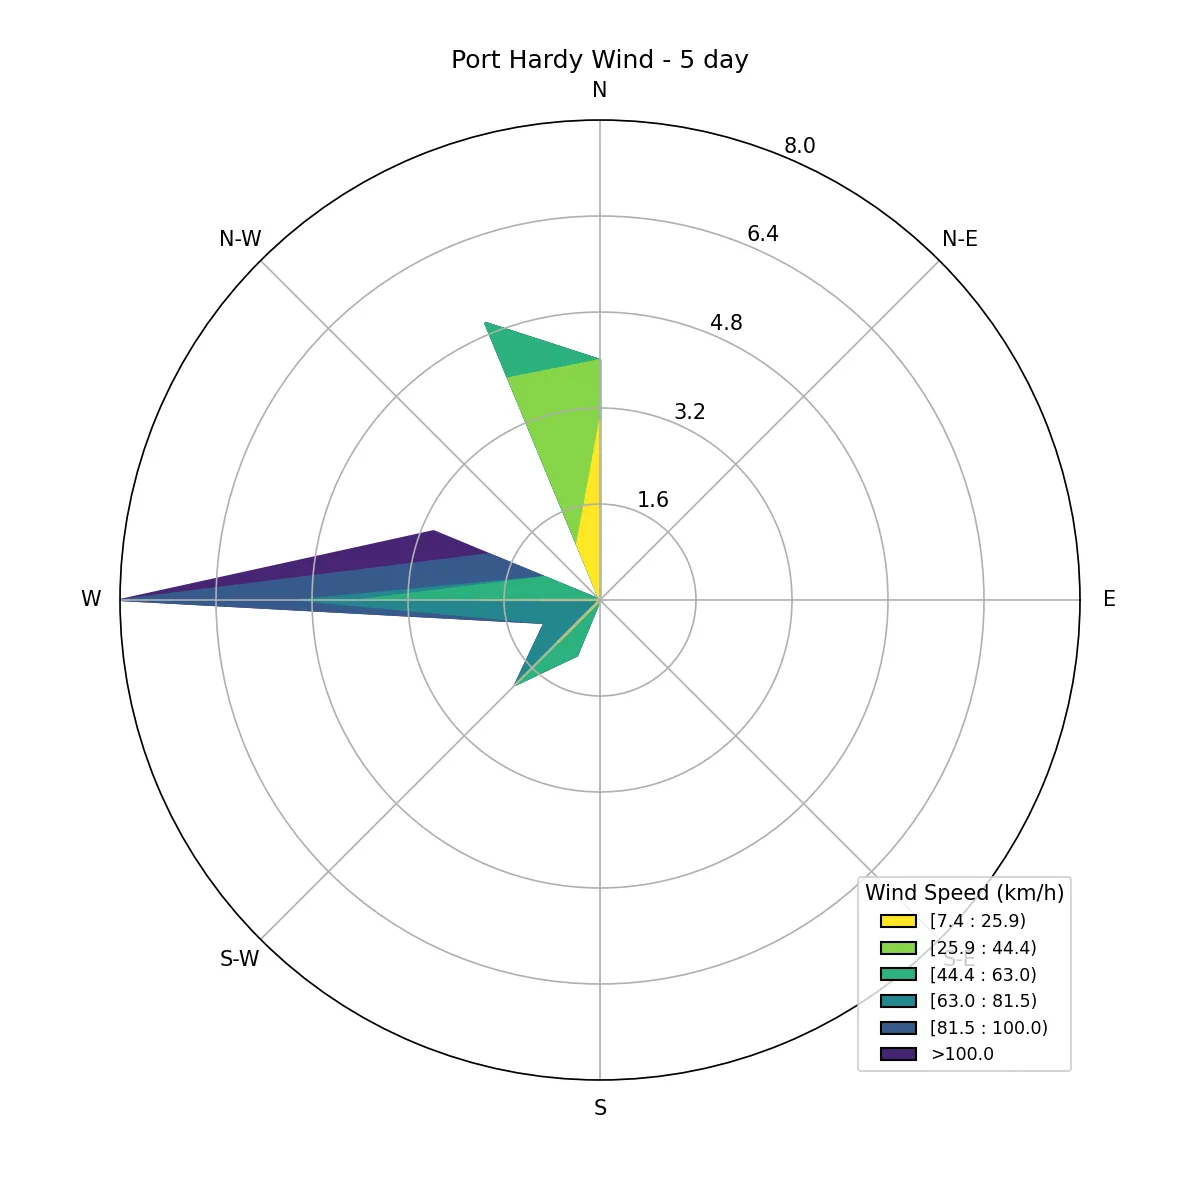 Port Hardy Wind - 5 day
N
8.0
N-W
N-E
6.4
4.8
3.2
1.6
W
E
S-W
S-E
S
Wind Speed (km/h)
[7.4 : 25.9)
[25.9 : 44.4)
[44.4 : 63.0)
[63.0 : 81.5)
[81.5 : 100.0)
>100.0